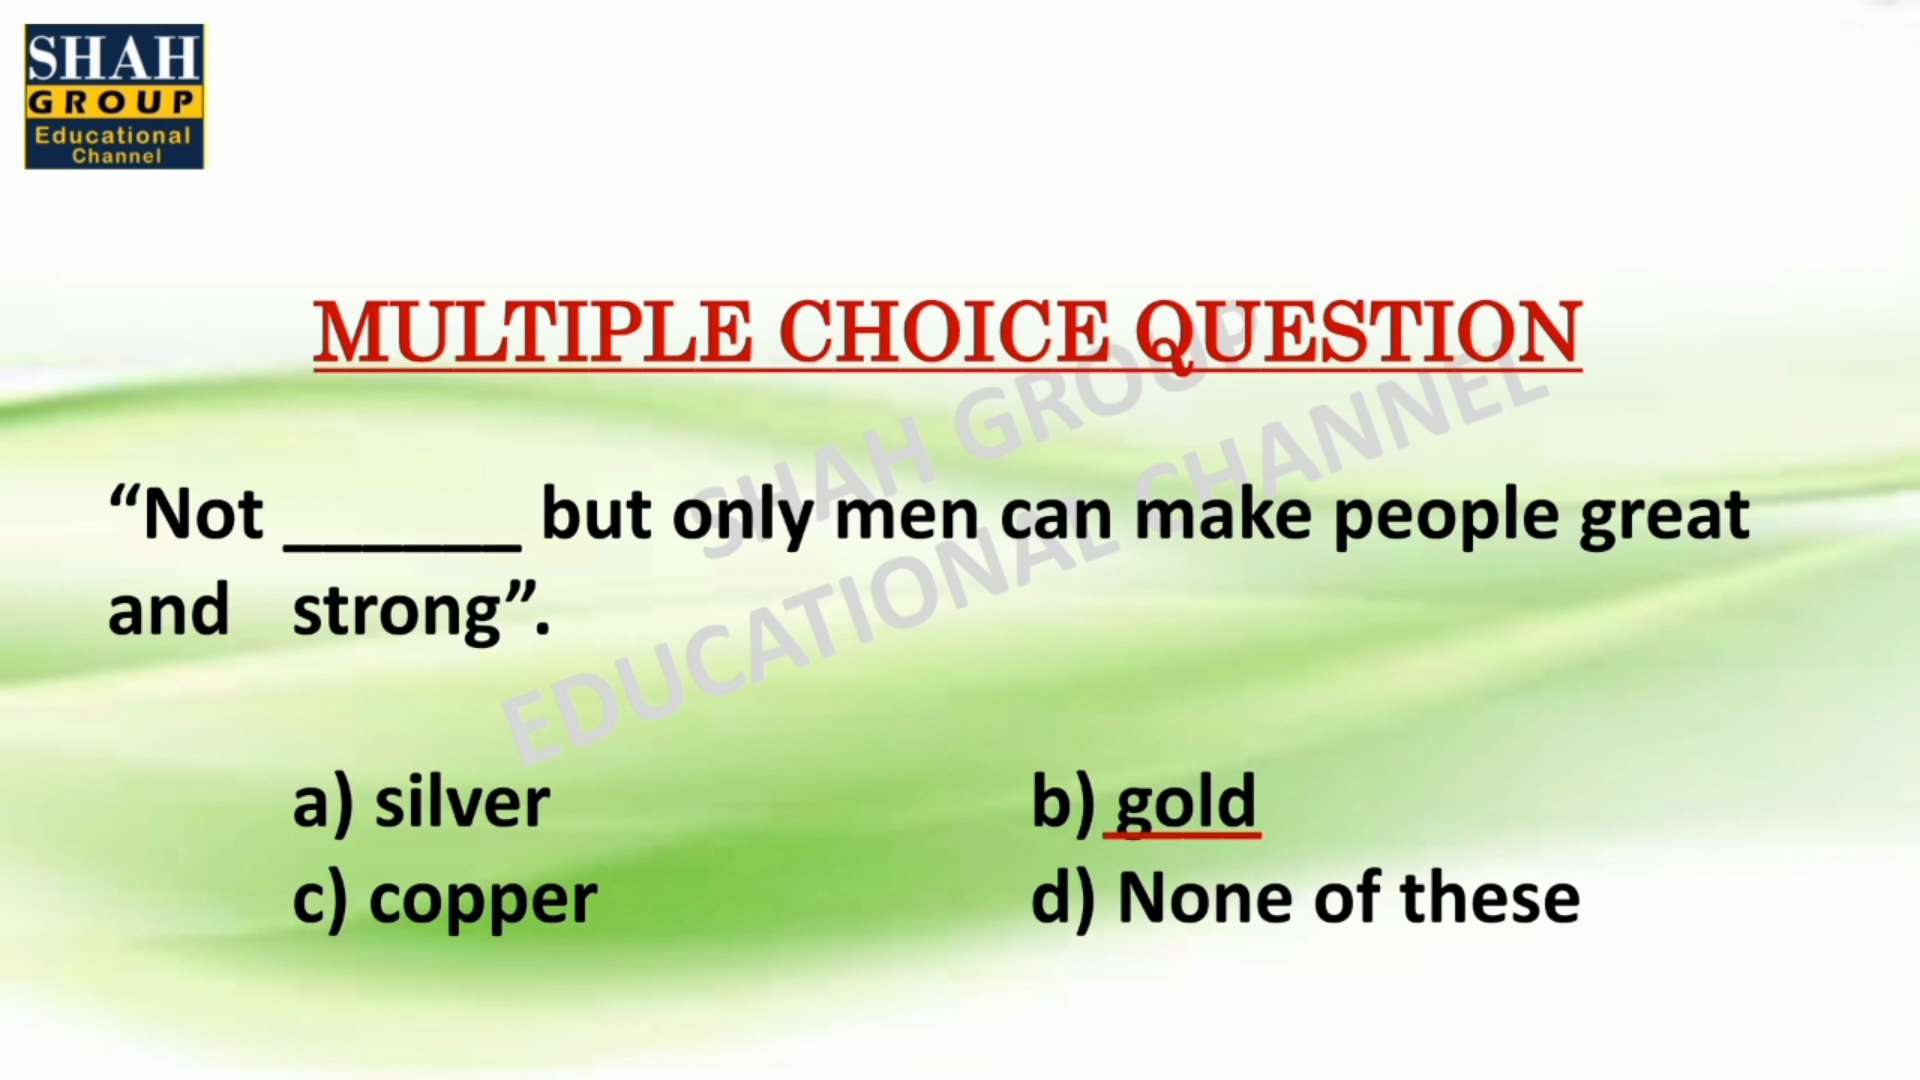 SHAH
GROUP
Educational
Channel
MULTIPLE CHOICE QUESTION
SHAH GROUP
EDUCATIONAL CHANNEL
“Not ______ but only men can make people great
and strong”.
a) silver b) gold
c) copper d) None of these